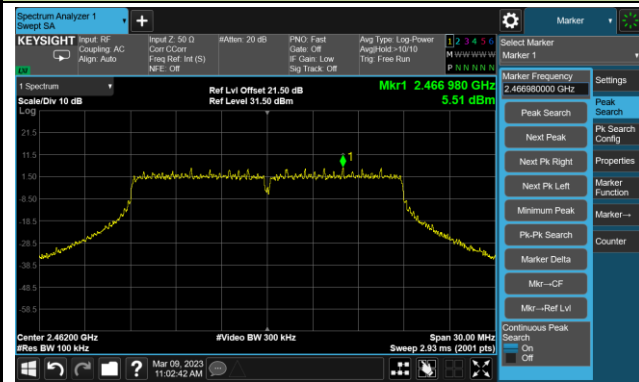 Spectrum Analyzer 1
Swept SA
+
Marker
KEYSIGHT
Input: RF
Coupling: AC
Align: Auto
Input Z: 50 Ω
Corr CCorr
Freq Ref: Int (S)
NFE: Off
#Atten: 20 dB
PNO: Fast
Gate: Off
IF Gain: Low
Sig Track: Off
Avg Type: Log-Power
Avg|Hold:>10/10
Trig: Free Run
1 2 3 4 5 6
M W W W W W
P N N N N N
LXI
Select Marker
Marker 1
1 Spectrum
Scale/Div 10 dB
Log
Ref Lvl Offset 21.50 dB
Ref Level 31.50 dBm
Mkr1 2.466 980 GHz
5.51 dBm
21.5
11.5
1.50
-8.50
-18.5
-28.5
-38.5
-48.5
-58.5
1
Center 2.46200 GHz
#Res BW 100 kHz
#Video BW 300 kHz
Span 30.00 MHz
Sweep 2.93 ms (2001 pts)
Marker Frequency
2.466980000 GHz
Peak Search
Next Peak
Next Pk Right
Next Pk Left
Minimum Peak
Pk-Pk Search
Marker Delta
Mkr→CF
Mkr→Ref Lvl
Continuous Peak
Search
On
Off
Settings
Peak
Search
Pk Search
Config
Properties
Marker
Function
Marker→
Counter
?
Mar 09, 2023
11:02:42 AM